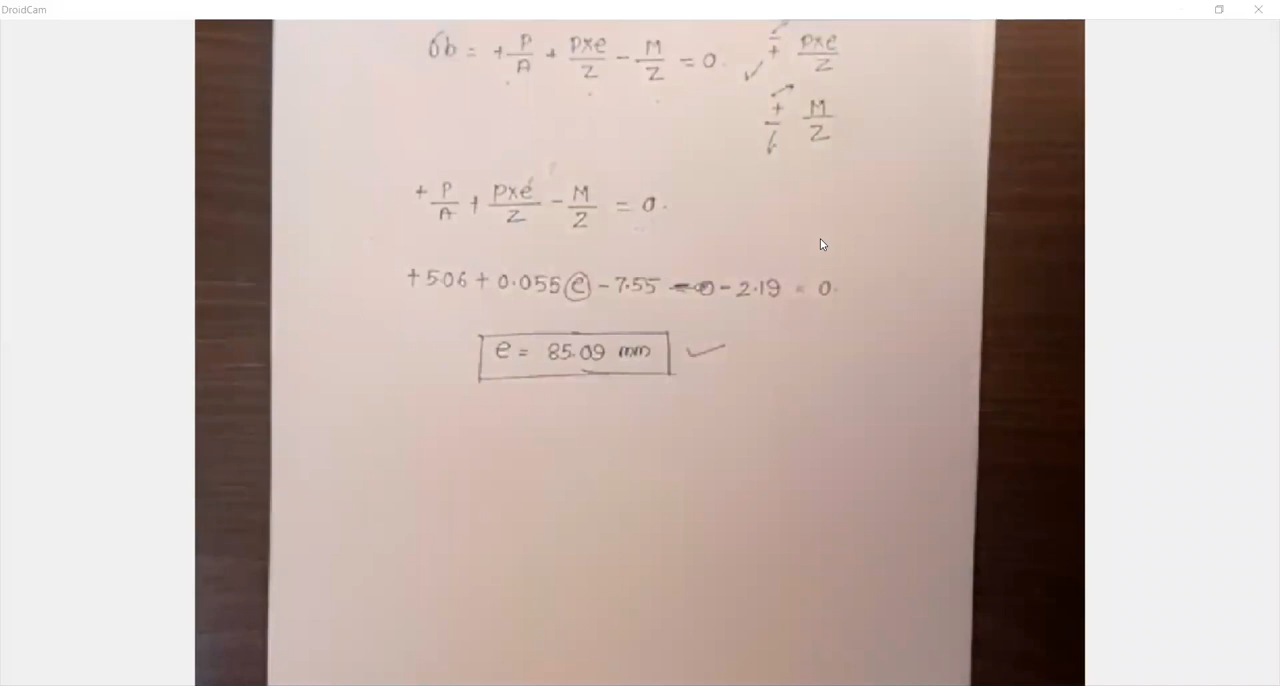 DroidCam
σb = + P/A + P×e/Z - M/Z = 0. ✓ ∓ P×e/Z
± M/Z
+ P/A + P×e/Z - M/Z = 0.
+5.06 + 0.055 e - 7.55 - 2.19 = 0.
e = 85.09 mm ✓